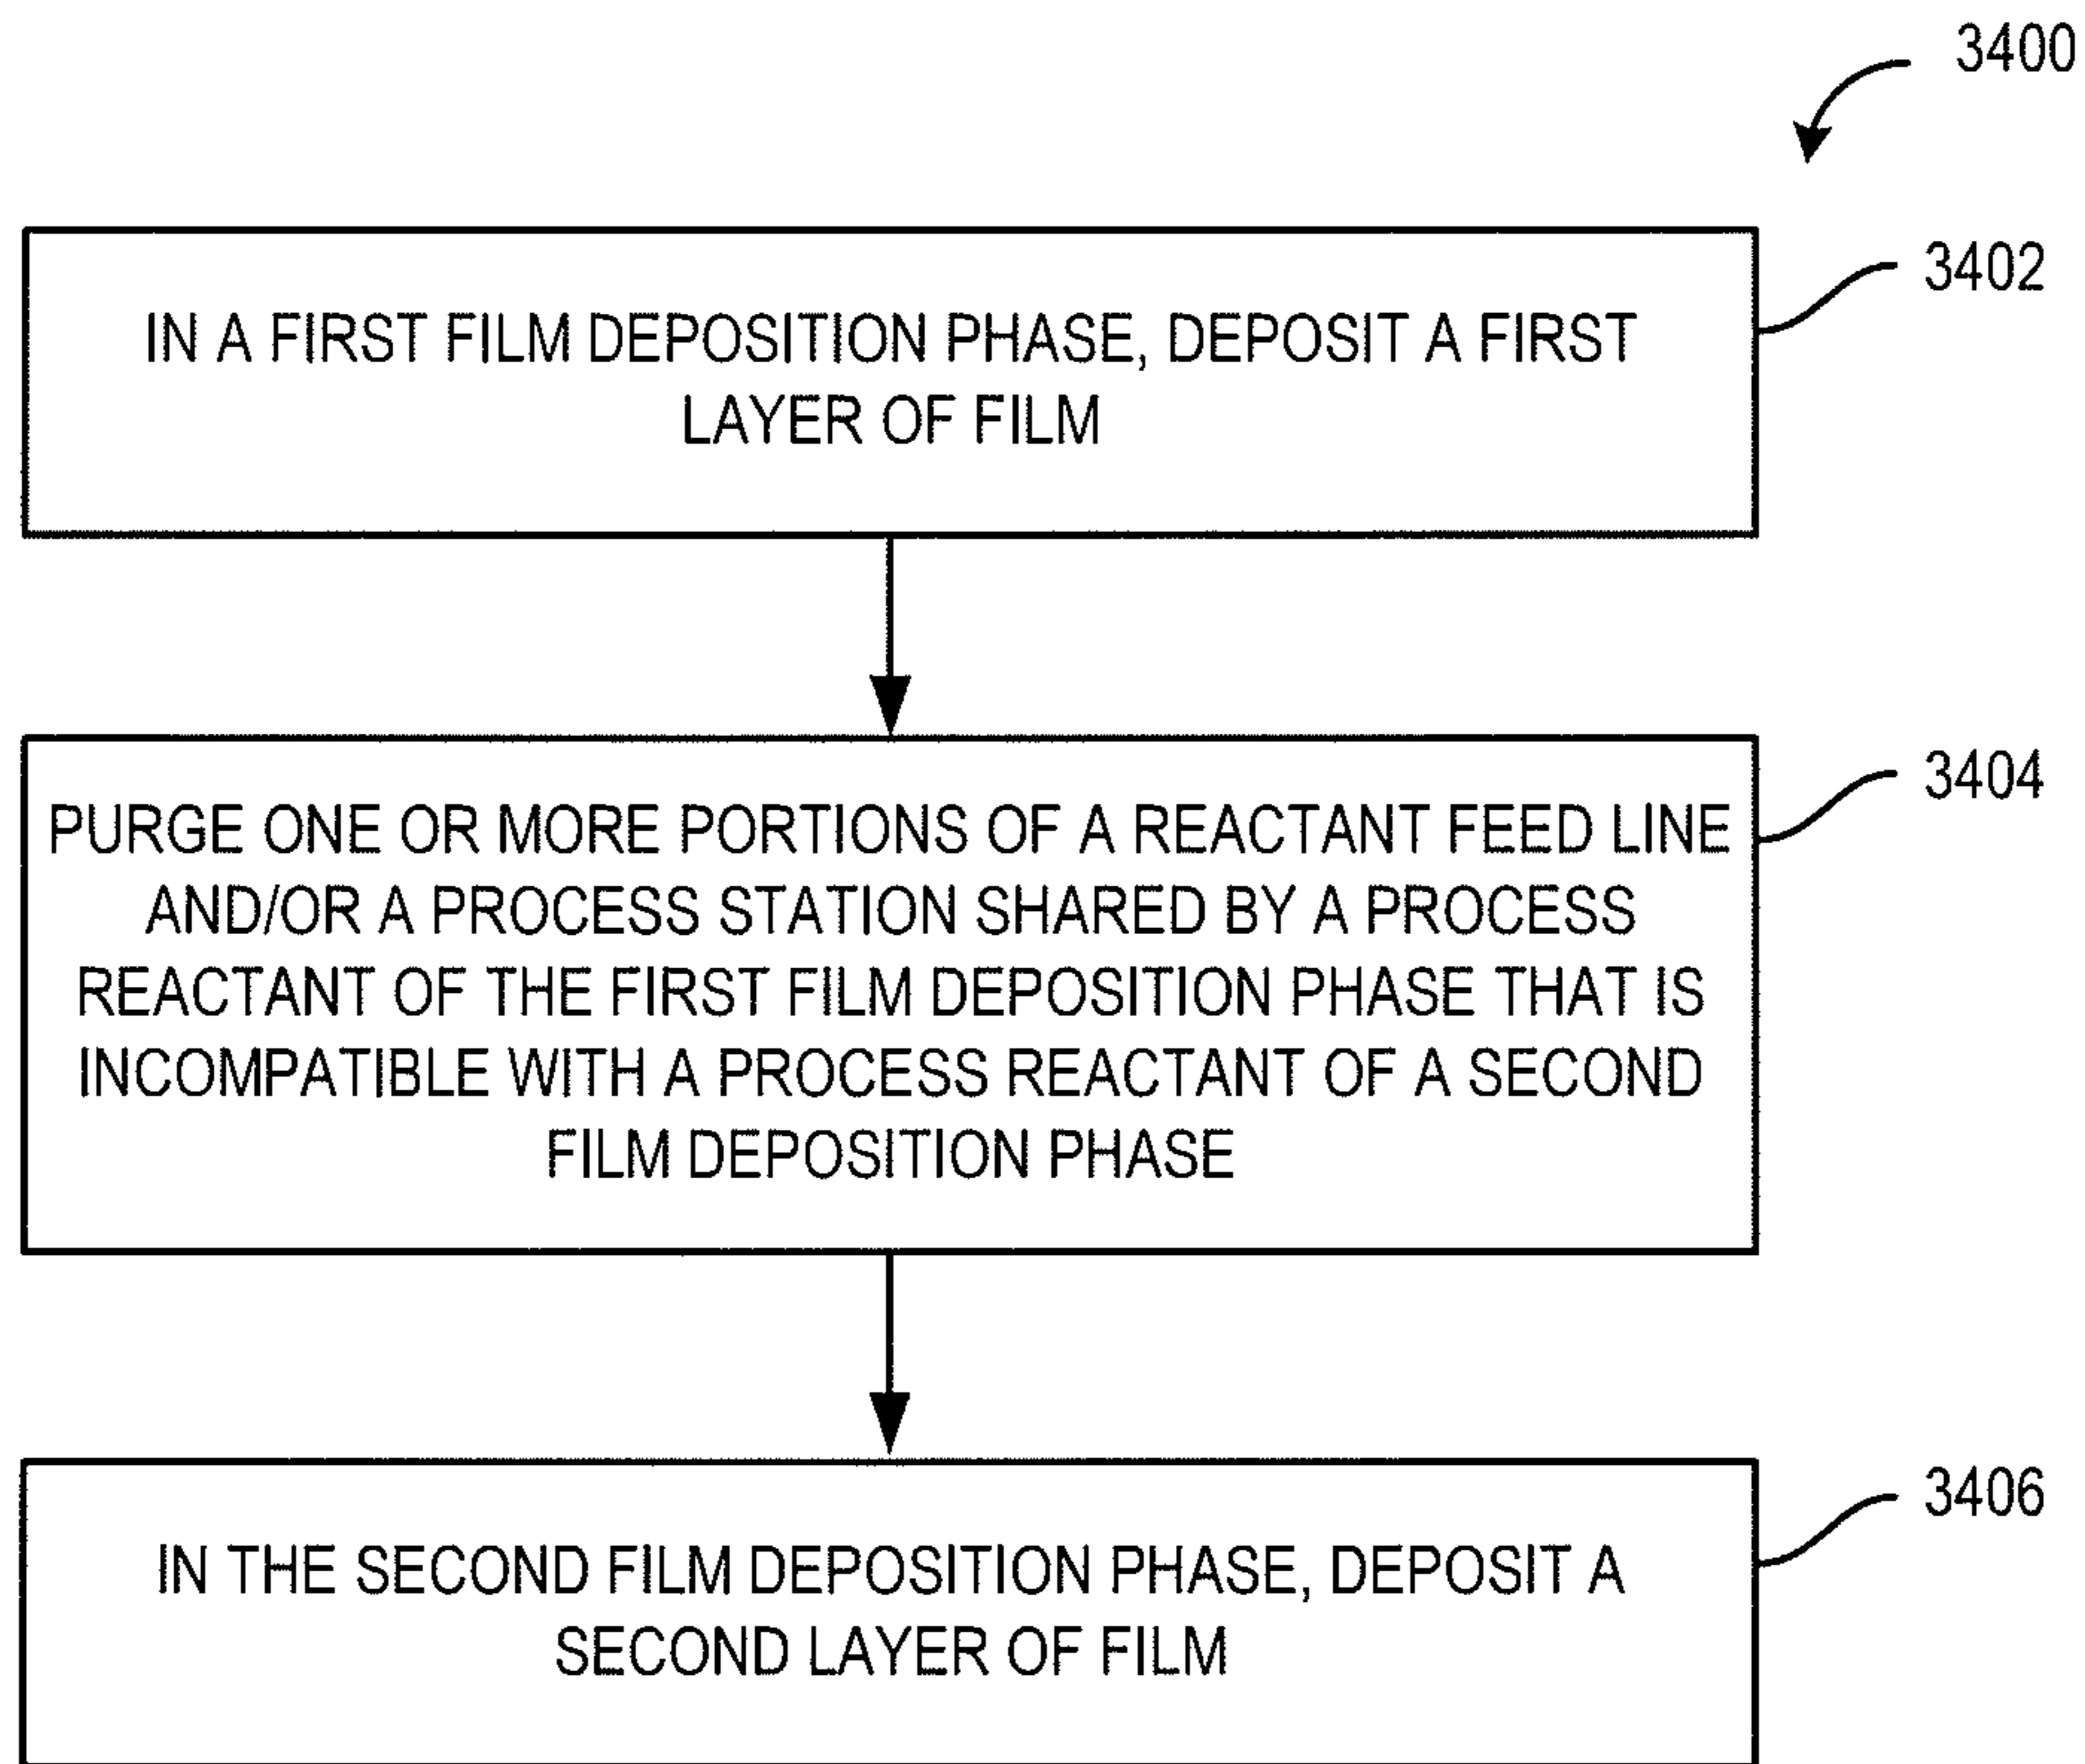 3400
3402
IN A FIRST FILM DEPOSITION PHASE, DEPOSIT A FIRST
LAYER OF FILM
3404
PURGE ONE OR MORE PORTIONS OF A REACTANT FEED LINE
AND/OR A PROCESS STATION SHARED BY A PROCESS
REACTANT OF THE FIRST FILM DEPOSITION PHASE THAT IS
INCOMPATIBLE WITH A PROCESS REACTANT OF A SECOND
FILM DEPOSITION PHASE
3406
IN THE SECOND FILM DEPOSITION PHASE, DEPOSIT A
SECOND LAYER OF FILM